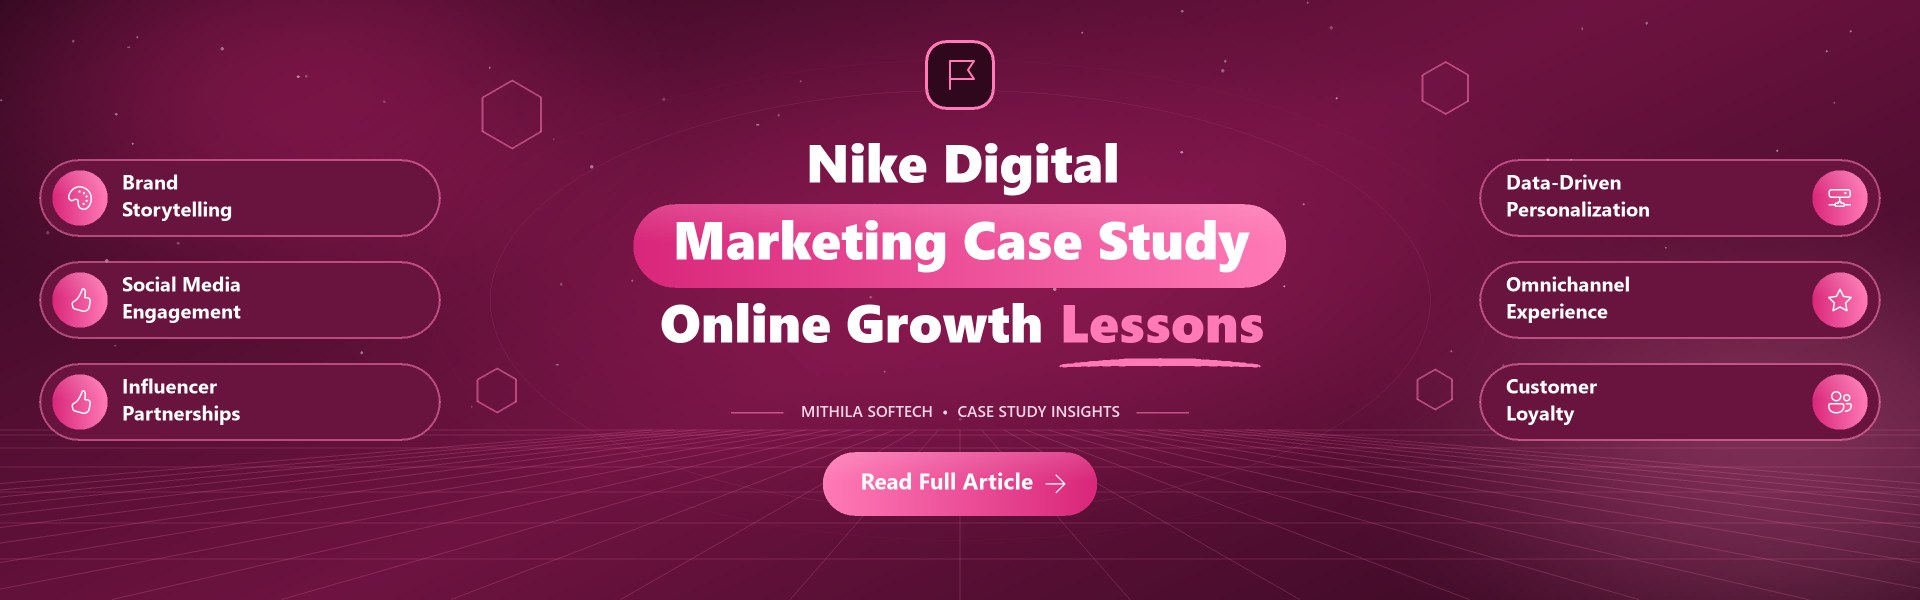 Nike Digital
Marketing Case Study
Online Growth Lessons
MITHILA SOFTECH • CASE STUDY INSIGHTS
Read Full Article →
Brand
Storytelling
Social Media
Engagement
Influencer
Partnerships
Data-Driven
Personalization
Omnichannel
Experience
Customer
Loyalty